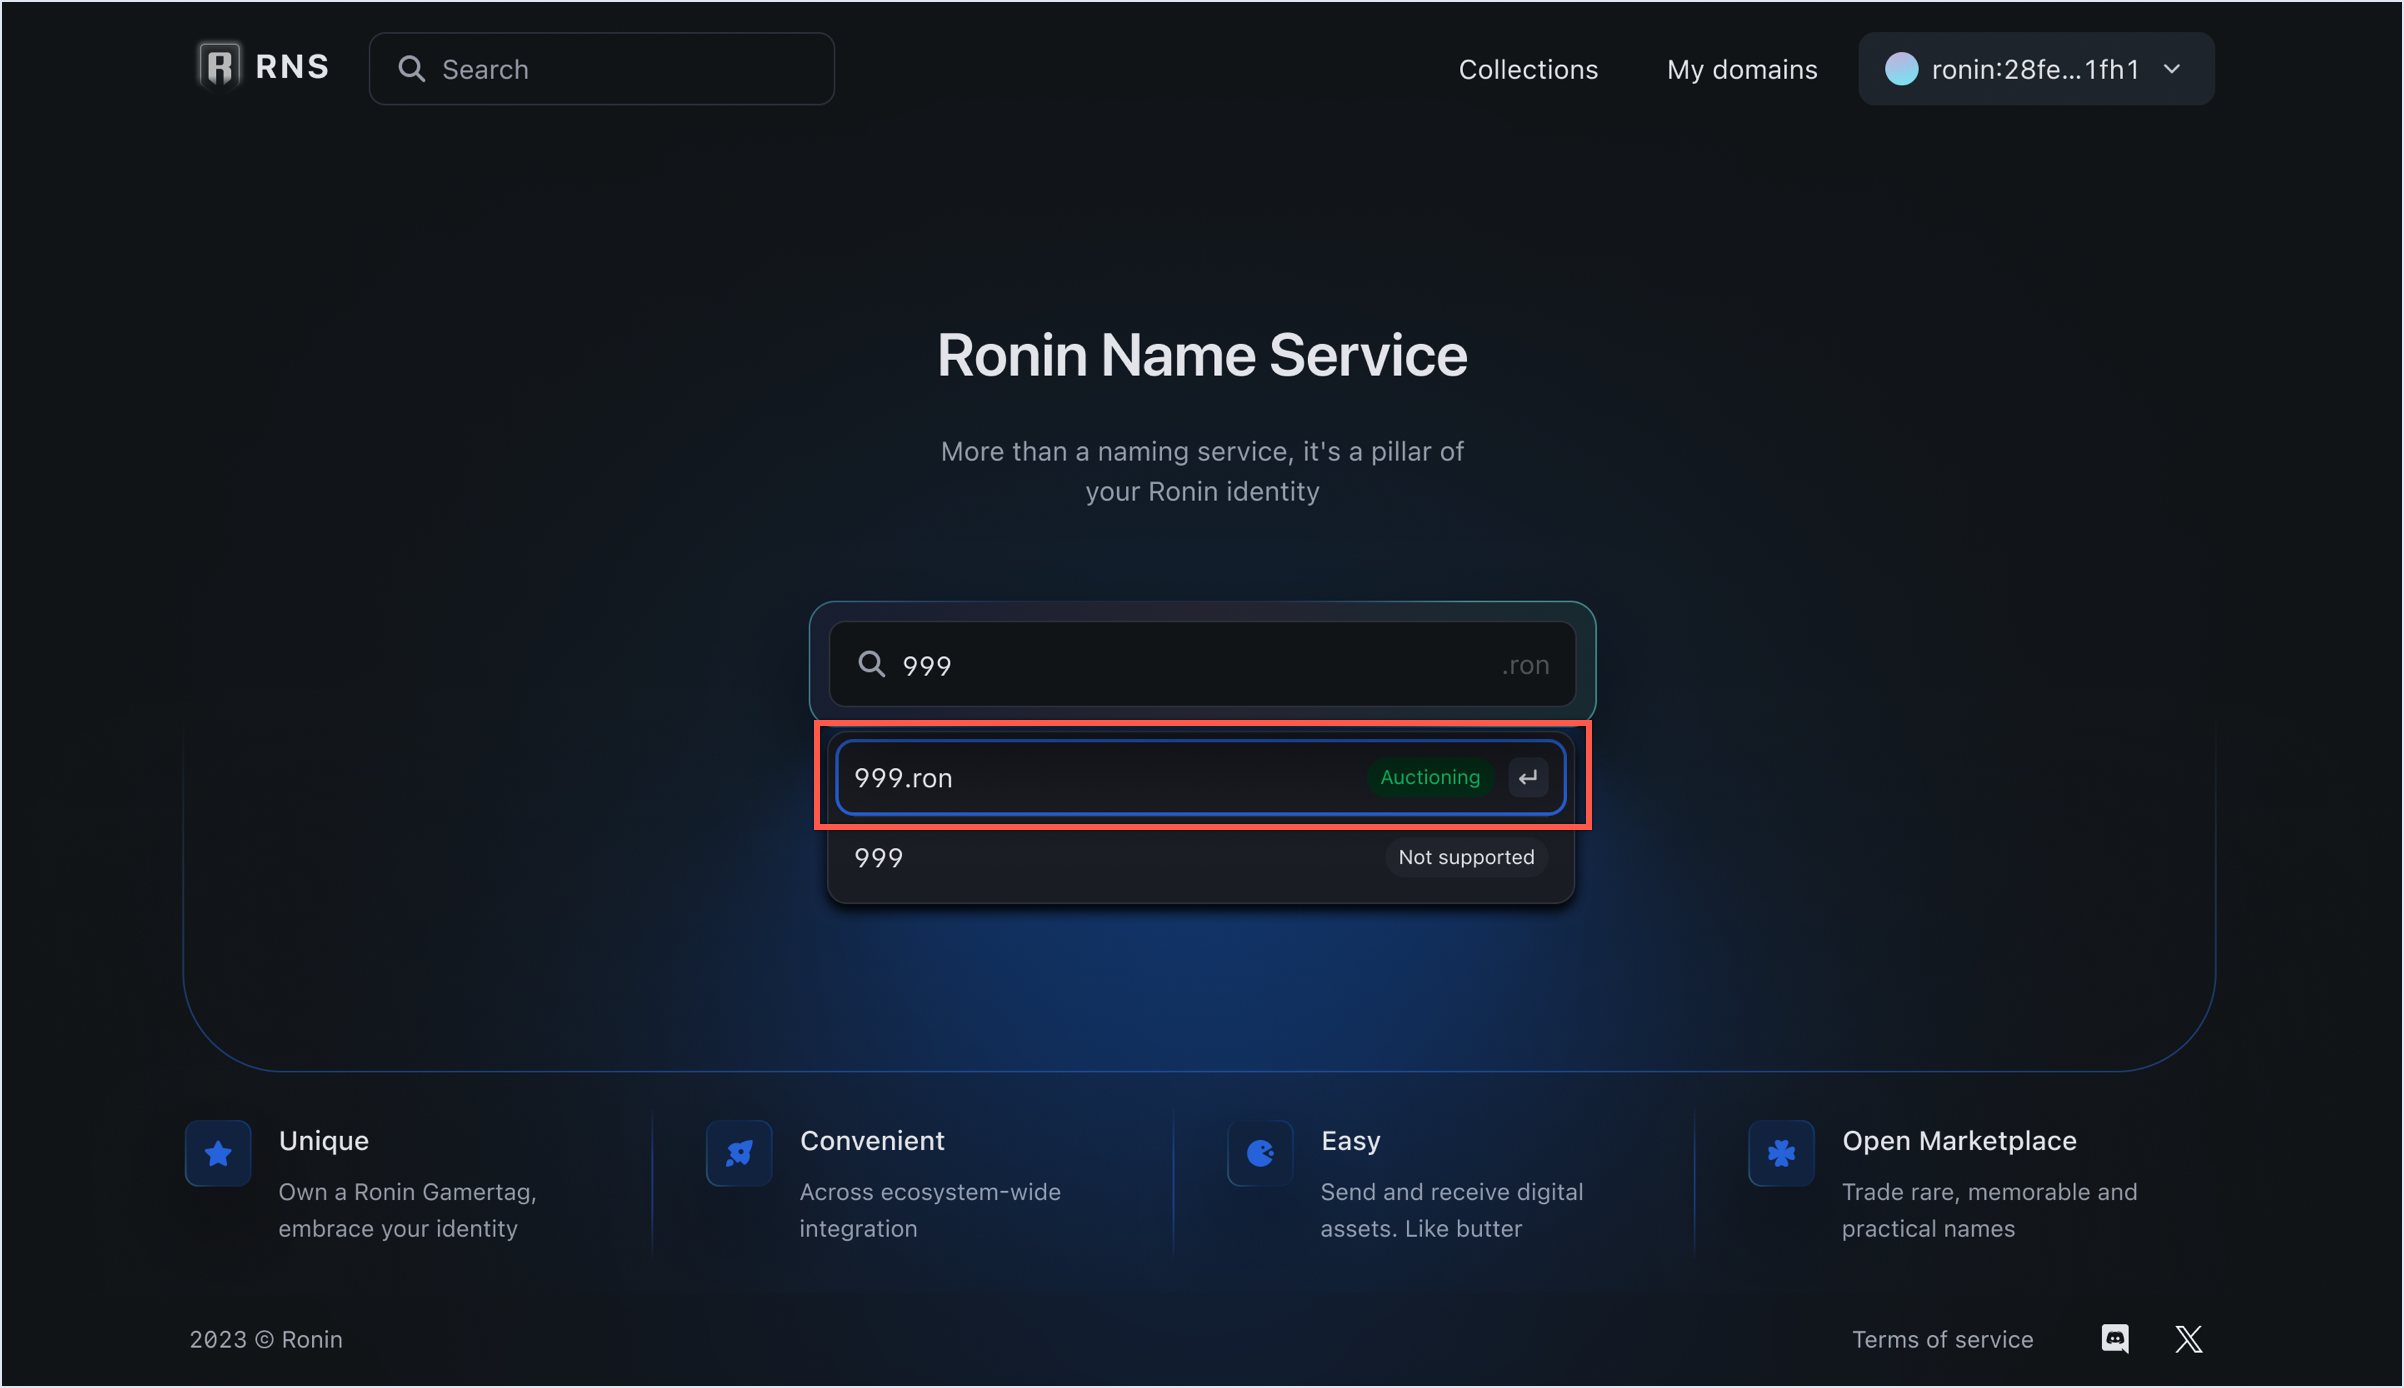 RNS
Search
Collections
My domains
ronin:28fe...1fh1
Ronin Name Service
More than a naming service, it's a pillar of
your Ronin identity
999
.ron
999.ron
Auctioning
999
Not supported
Unique
Own a Ronin Gamertag,
embrace your identity
Convenient
Across ecosystem-wide
integration
Easy
Send and receive digital
assets. Like butter
Open Marketplace
Trade rare, memorable and
practical names
2023 © Ronin
Terms of service